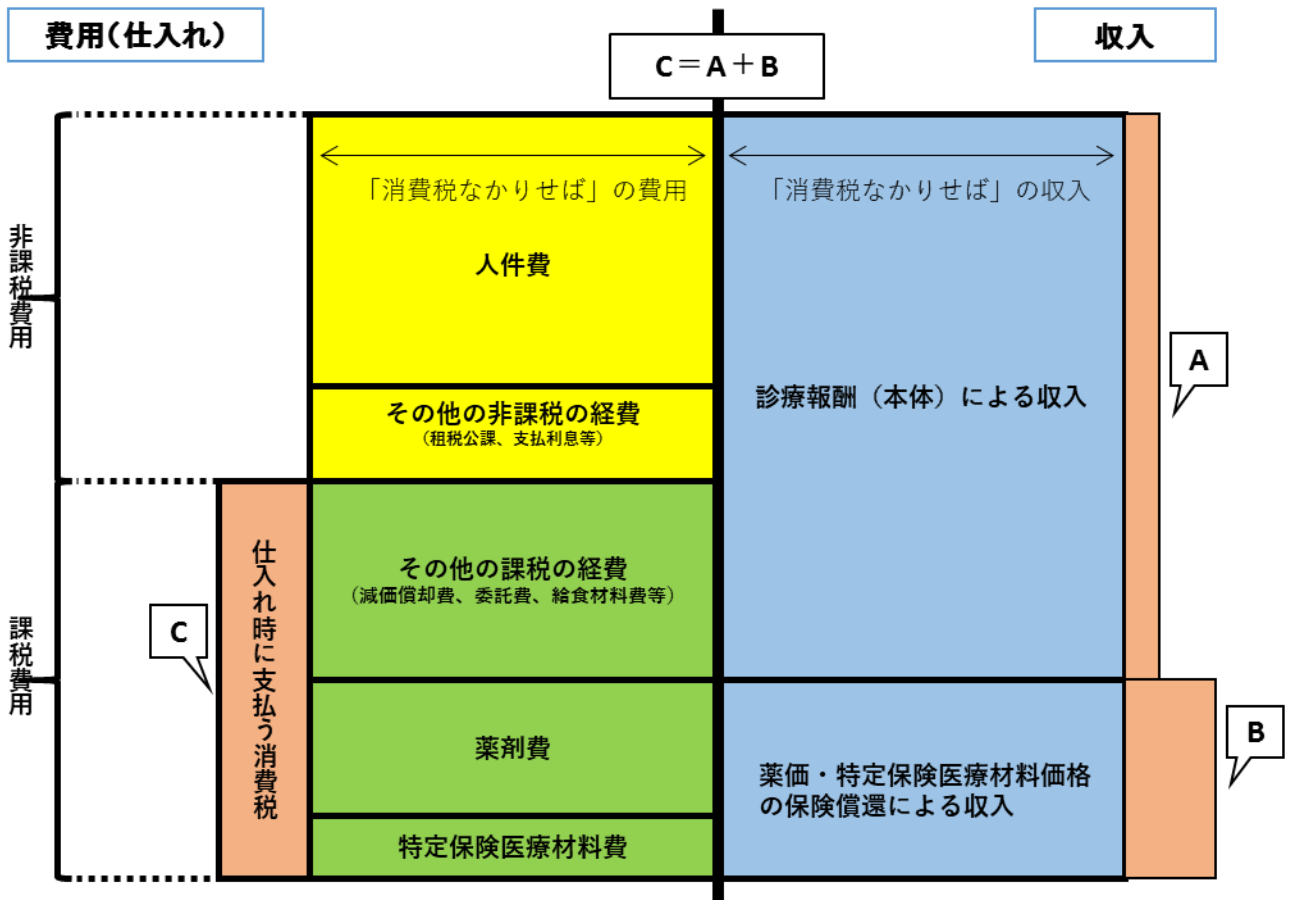 費用（仕入れ）
収入
C＝A＋B
「消費税なかりせば」の費用
「消費税なかりせば」の収入
非課税費用
人件費
A
診療報酬（本体）による収入
その他の非課税の経費
（租税公課、支払利息等）
仕入れ時に支払う消費税
その他の課税の経費
（減価償却費、委託費、給食材料費等）
C
課税費用
薬剤費
B
薬価・特定保険医療材料価格
の保険償還による収入
特定保険医療材料費